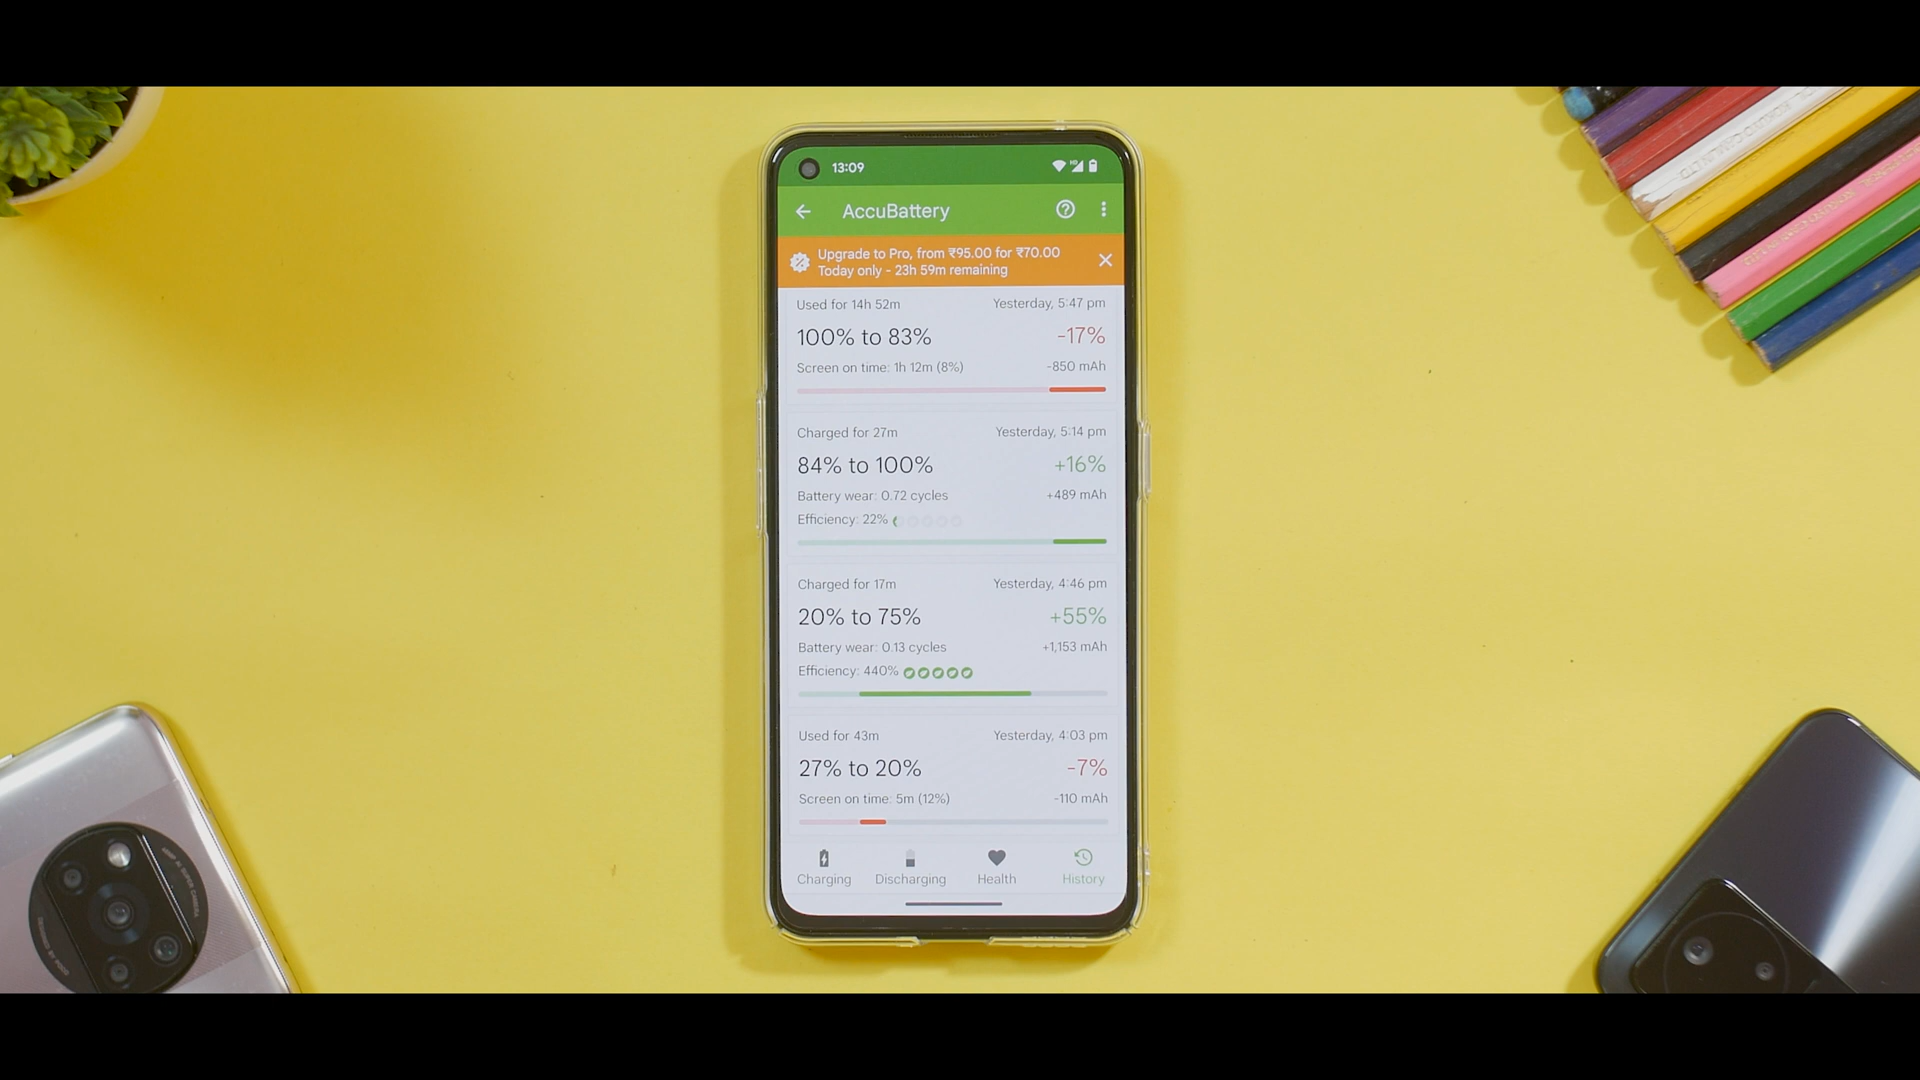 13:09
AccuBattery
Upgrade to Pro, from ₹95.00 for ₹70.00
Today only - 23h 59m remaining
Used for 14h 52m
Yesterday, 5:47 pm
100% to 83%
-17%
Screen on time: 1h 12m (8%)
-850 mAh
Charged for 27m
Yesterday, 5:14 pm
84% to 100%
+16%
Battery wear: 0.72 cycles
+489 mAh
Efficiency: 22%
Charged for 17m
Yesterday, 4:46 pm
20% to 75%
+55%
Battery wear: 0.13 cycles
+1,153 mAh
Efficiency: 440%
Used for 43m
Yesterday, 4:03 pm
27% to 20%
-7%
Screen on time: 5m (12%)
-110 mAh
Charging
Discharging
Health
History